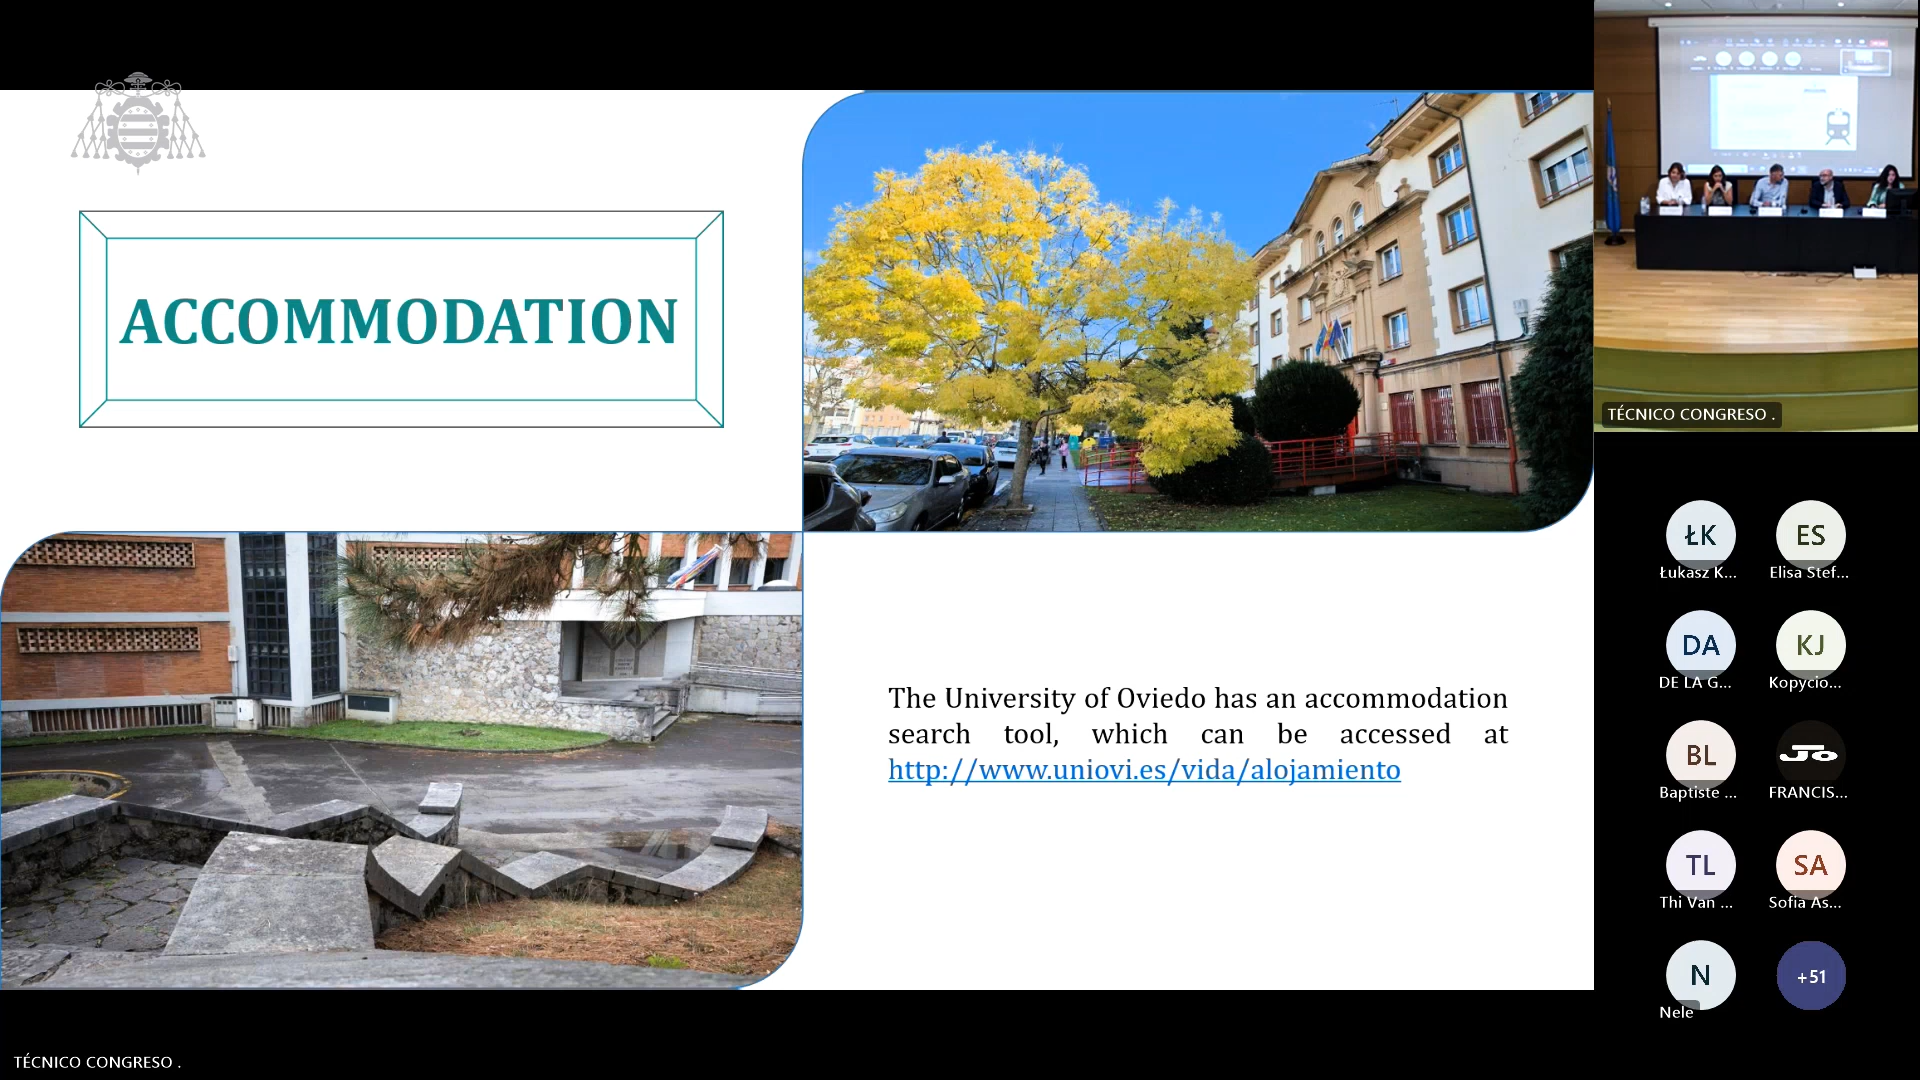 ACCOMMODATION
The University of Oviedo has an accommodation
search tool, which can be accessed at
http://www.uniovi.es/vida/alojamiento
TÉCNICO CONGRESO .
ŁK
Łukasz K...
ES
Elisa Stef...
DA
DE LA G...
KJ
Kopycio...
BL
Baptiste ...
Jo
FRANCIS...
TL
Thi Van ...
SA
Sofia As...
N
Nele
+51
TÉCNICO CONGRESO .